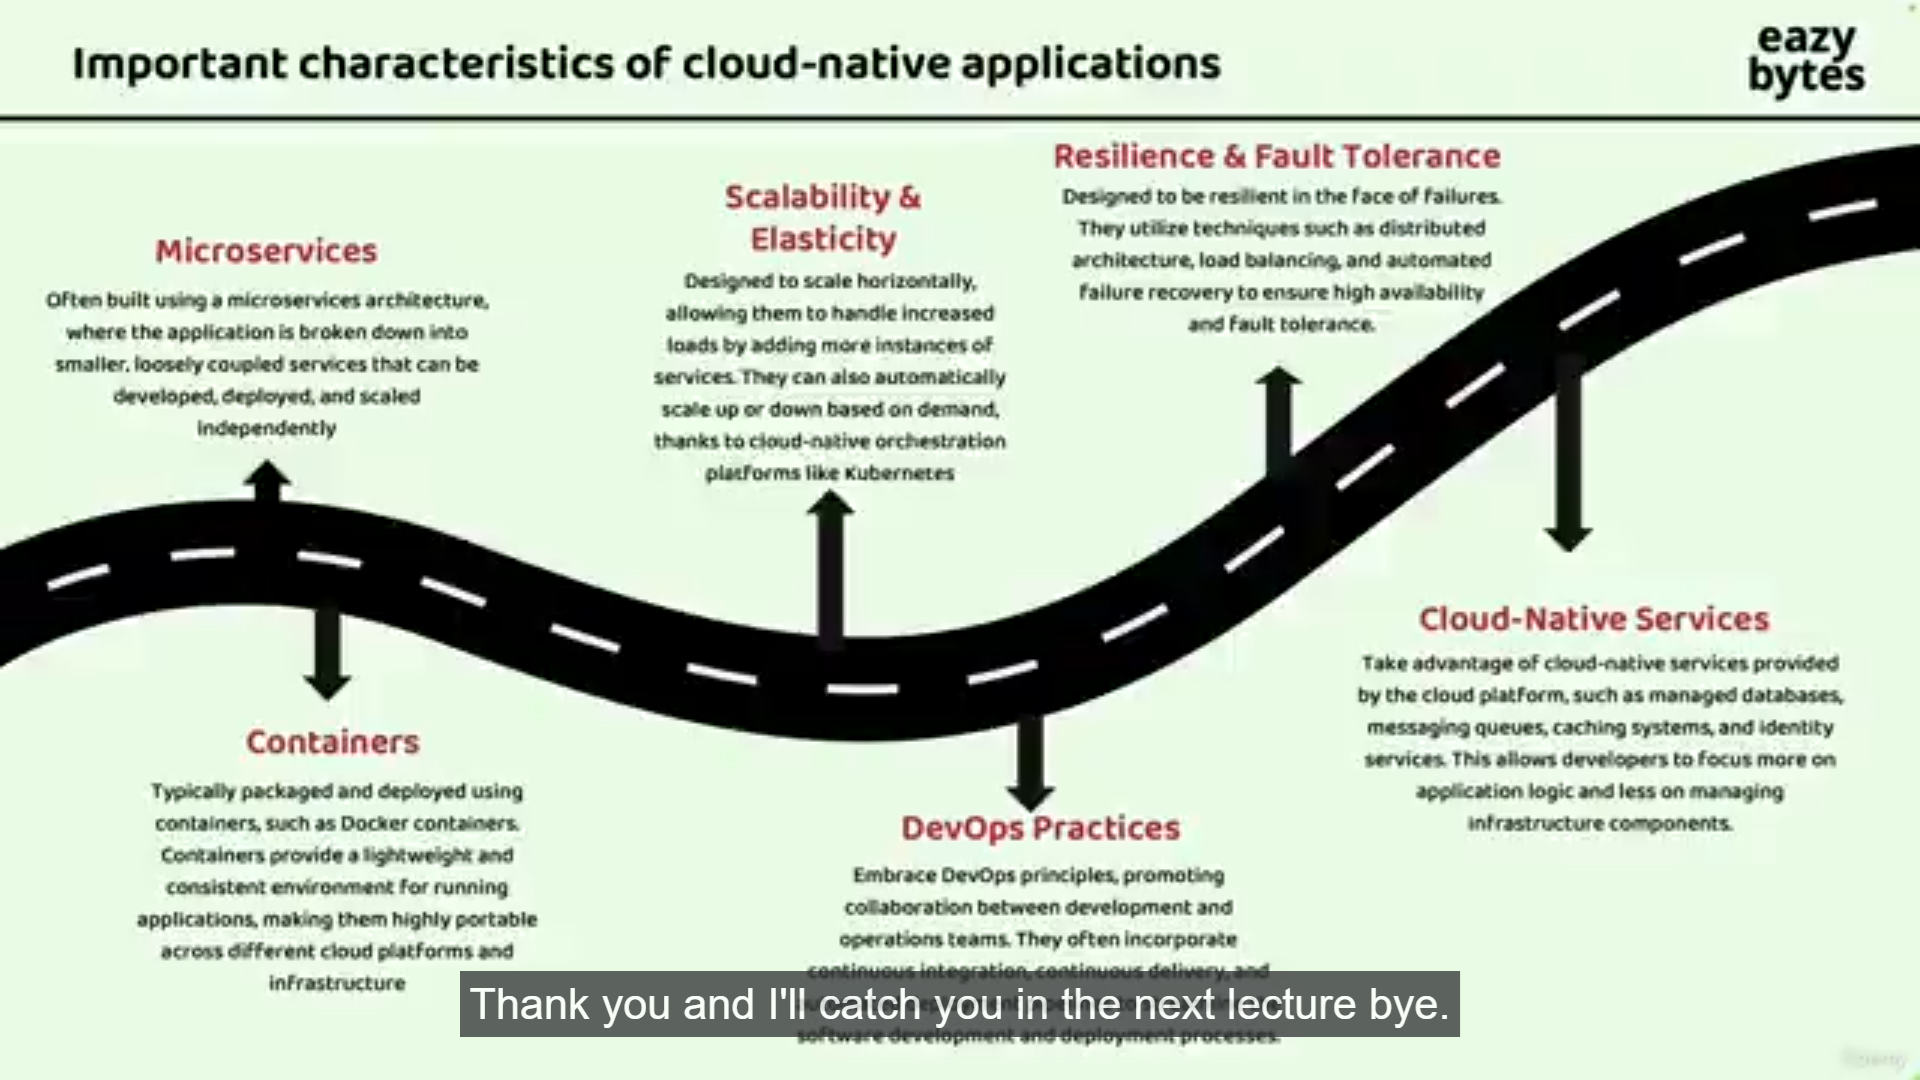 Important characteristics of cloud-native applications
eazy
bytes
Microservices
Often built using a microservices architecture,
where the application is broken down into
smaller, loosely coupled services that can be
developed, deployed, and scaled
independently
Containers
Typically packaged and deployed using
containers, such as Docker containers.
Containers provide a lightweight and
consistent environment for running
applications, making them highly portable
across different cloud platforms and
infrastructure
Scalability &
Elasticity
Designed to scale horizontally,
allowing them to handle increased
loads by adding more instances of
services. They can also automatically
scale up or down based on demand,
thanks to cloud-native orchestration
platforms like Kubernetes
DevOps Practices
Embrace DevOps principles, promoting
collaboration between development and
operations teams. They often incorporate
continuous integration, continuous delivery, and
software development and deployment processes.
Resilience & Fault Tolerance
Designed to be resilient in the face of failures.
They utilize techniques such as distributed
architecture, load balancing, and automated
failure recovery to ensure high availability
and fault tolerance.
Cloud-Native Services
Take advantage of cloud-native services provided
by the cloud platform, such as managed databases,
messaging queues, caching systems, and identity
services. This allows developers to focus more on
application logic and less on managing
infrastructure components.
Thank you and I'll catch you in the next lecture bye.